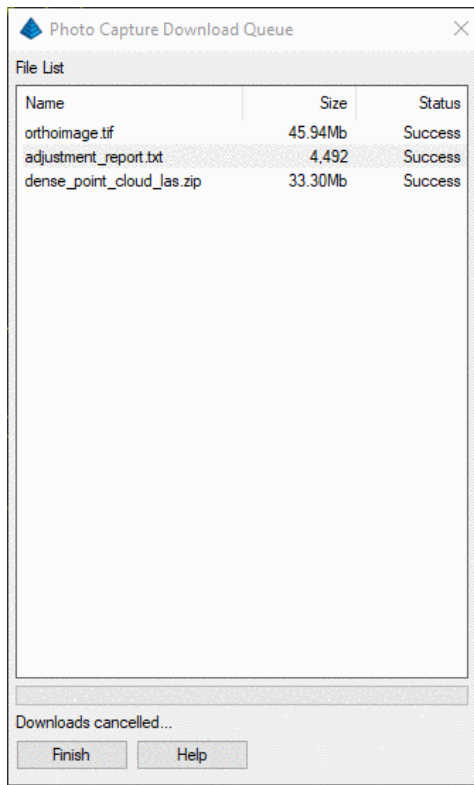 Photo Capture Download Queue
File List
Name Size Status
orthoimage.tif 45.94Mb Success
adjustment_report.txt 4,492 Success
dense_point_cloud_las.zip 33.30Mb Success
Downloads cancelled...
Finish Help